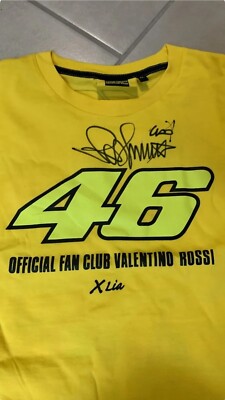 46
OFFICIAL FAN CLUB VALENTINO ROSSI
X Lia